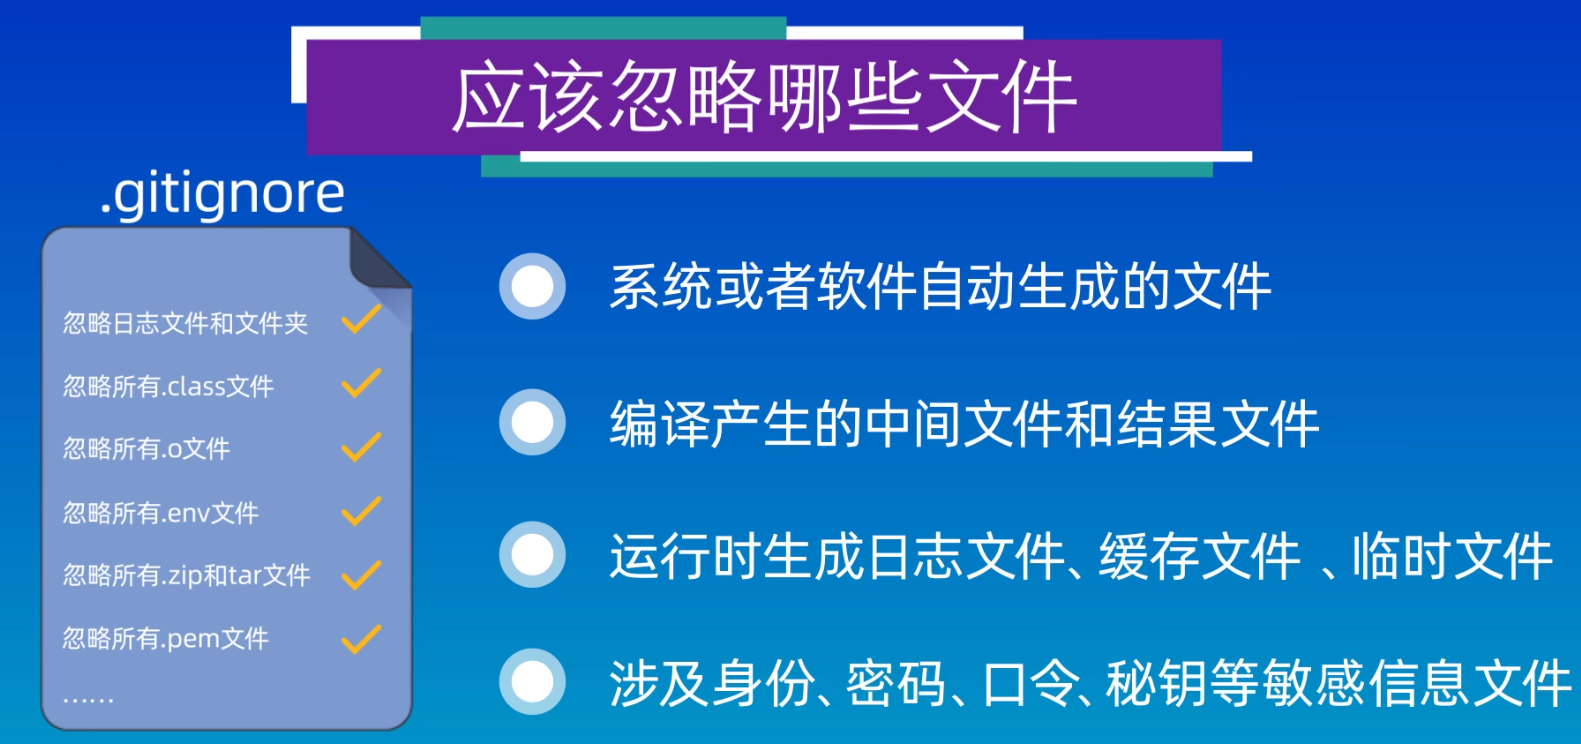 应该忽略哪些文件
.gitignore
忽略日志文件和文件夹
忽略所有.class文件
忽略所有.o文件
忽略所有.env文件
忽略所有.zip和tar文件
忽略所有.pem文件
……
系统或者软件自动生成的文件
编译产生的中间文件和结果文件
运行时生成日志文件、缓存文件 、临时文件
涉及身份、密码、口令、秘钥等敏感信息文件